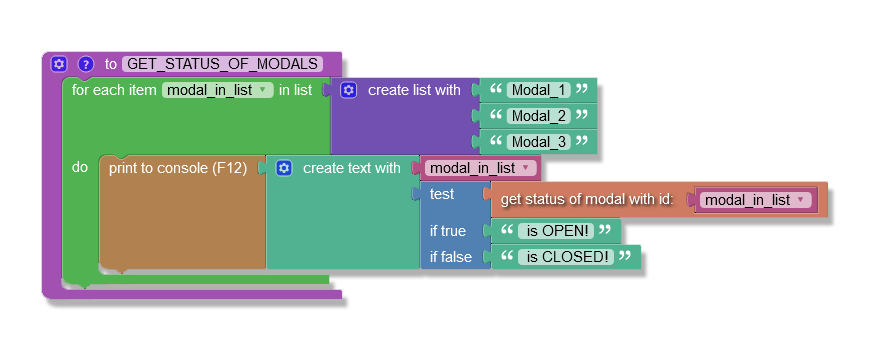 ? to GET_STATUS_OF_MODALS
for each item modal_in_list ▾ in list create list with “ Modal_1 ”
“ Modal_2 ”
“ Modal_3 ”
do print to console (F12) create text with modal_in_list ▾
test get status of modal with id: modal_in_list ▾
if true “ is OPEN! ”
if false “ is CLOSED! ”